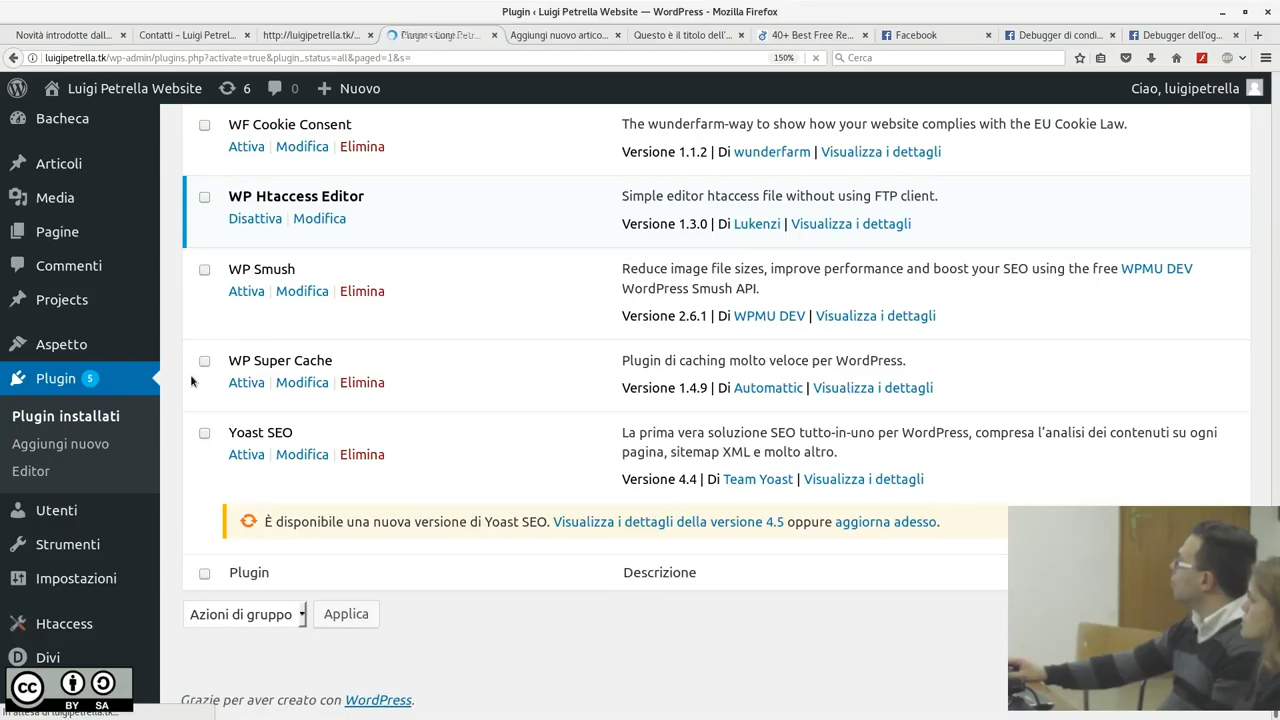 Plugin ‹ Luigi Petrella Website — WordPress - Mozilla Firefox
Novità introdotte dall...
Contatti – Luigi Petrel...
http://luigipetrella.tk/...
Aggiungi nuovo artico...
Questo è il titolo dell'...
40+ Best Free Re...
Facebook
Debugger di condi...
Debugger dell'og...
luigipetrella.tk/wp-admin/plugins.php?activate=true&plugin_status=all&paged=1&s=
150%
Cerca
Luigi Petrella Website
6
0
Nuovo
Ciao, luigipetrella
Bacheca
Articoli
Media
Pagine
Commenti
Projects
Aspetto
Plugin 5
Plugin installati
Aggiungi nuovo
Editor
Utenti
Strumenti
Impostazioni
Htaccess
Divi
WF Cookie Consent
Attiva | Modifica | Elimina
The wunderfarm-way to show how your website complies with the EU Cookie Law.
Versione 1.1.2 | Di wunderfarm | Visualizza i dettagli
WP Htaccess Editor
Disattiva | Modifica
Simple editor htaccess file without using FTP client.
Versione 1.3.0 | Di Lukenzi | Visualizza i dettagli
WP Smush
Attiva | Modifica | Elimina
Reduce image file sizes, improve performance and boost your SEO using the free WPMU DEV
WordPress Smush API.
Versione 2.6.1 | Di WPMU DEV | Visualizza i dettagli
WP Super Cache
Attiva | Modifica | Elimina
Plugin di caching molto veloce per WordPress.
Versione 1.4.9 | Di Automattic | Visualizza i dettagli
Yoast SEO
Attiva | Modifica | Elimina
La prima vera soluzione SEO tutto-in-uno per WordPress, compresa l'analisi dei contenuti su ogni
pagina, sitemap XML e molto altro.
Versione 4.4 | Di Team Yoast | Visualizza i dettagli
È disponibile una nuova versione di Yoast SEO. Visualizza i dettagli della versione 4.5 oppure aggiorna adesso.
Plugin
Descrizione
Azioni di gruppo
Applica
Grazie per aver creato con WordPress.
cc
BY SA